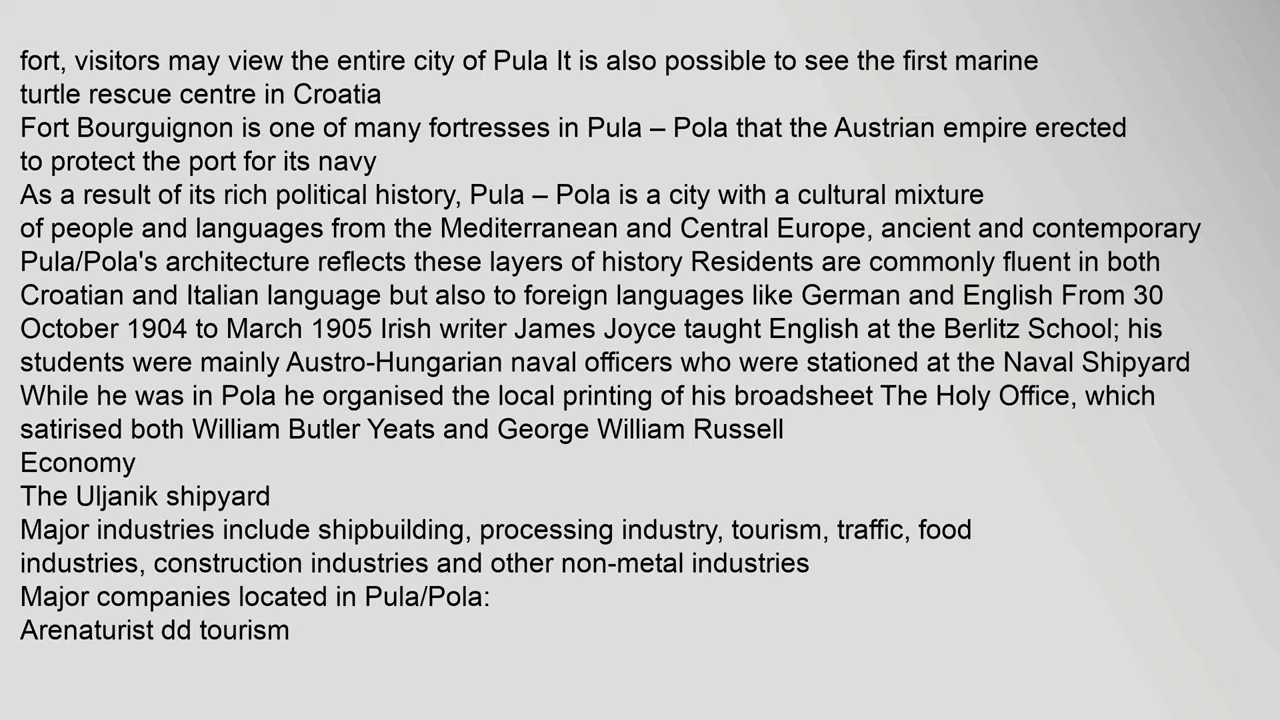 fort, visitors may view the entire city of Pula It is also possible to see the first marine
turtle rescue centre in Croatia
Fort Bourguignon is one of many fortresses in Pula – Pola that the Austrian empire erected
to protect the port for its navy
As a result of its rich political history, Pula – Pola is a city with a cultural mixture
of people and languages from the Mediterranean and Central Europe, ancient and contemporary
Pula/Pola's architecture reflects these layers of history Residents are commonly fluent in both
Croatian and Italian language but also to foreign languages like German and English From 30
October 1904 to March 1905 Irish writer James Joyce taught English at the Berlitz School; his
students were mainly Austro-Hungarian naval officers who were stationed at the Naval Shipyard
While he was in Pola he organised the local printing of his broadsheet The Holy Office, which
satirised both William Butler Yeats and George William Russell
Economy
The Uljanik shipyard
Major industries include shipbuilding, processing industry, tourism, traffic, food
industries, construction industries and other non-metal industries
Major companies located in Pula/Pola:
Arenaturist dd tourism